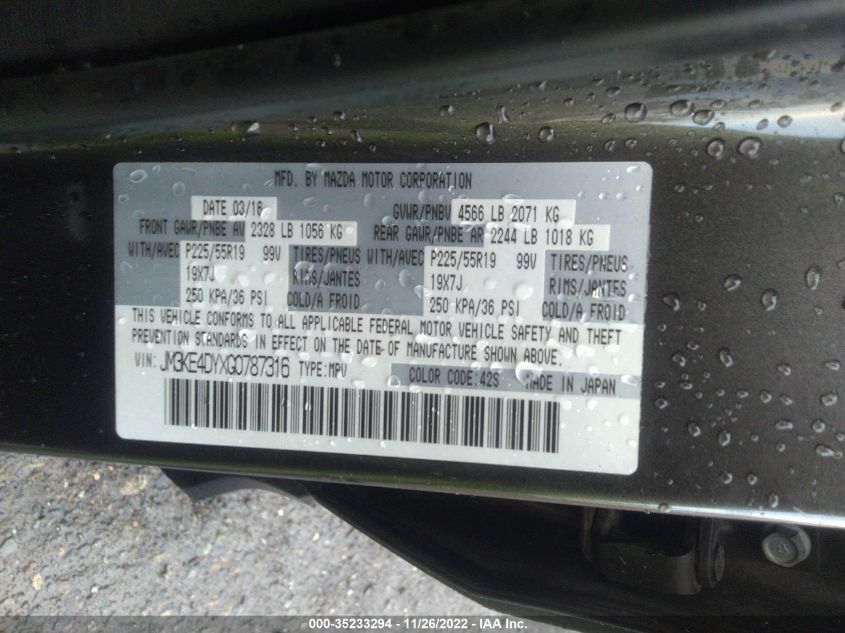 MFD. BY MAZDA MOTOR CORPORATION
DATE 03/16 GVWR/PNBV 4566 LB 2071 KG
FRONT GAWR/PNBE AV 2328 LB 1056 KG REAR GAWR/PNBE AR 2244 LB 1018 KG
WITH/AVEC P225/55R19 99V TIRES/PNEUS WITH/AVEC P225/55R19 99V TIRES/PNEUS
19X7J RIMS/JANTES 19X7J RIMS/JANTES
250 KPA/36 PSI COLD/A FROID 250 KPA/36 PSI COLD/A FROID
THIS VEHICLE CONFORMS TO ALL APPLICABLE FEDERAL MOTOR VEHICLE SAFETY AND THEFT
PREVENTION STANDARDS IN EFFECT ON THE DATE OF MANUFACTURE SHOWN ABOVE.
VIN: JM3KE4DYXG0787316 TYPE:MPV COLOR CODE:42S MADE IN JAPAN
000-35233294 - 11/26/2022 - IAA Inc.